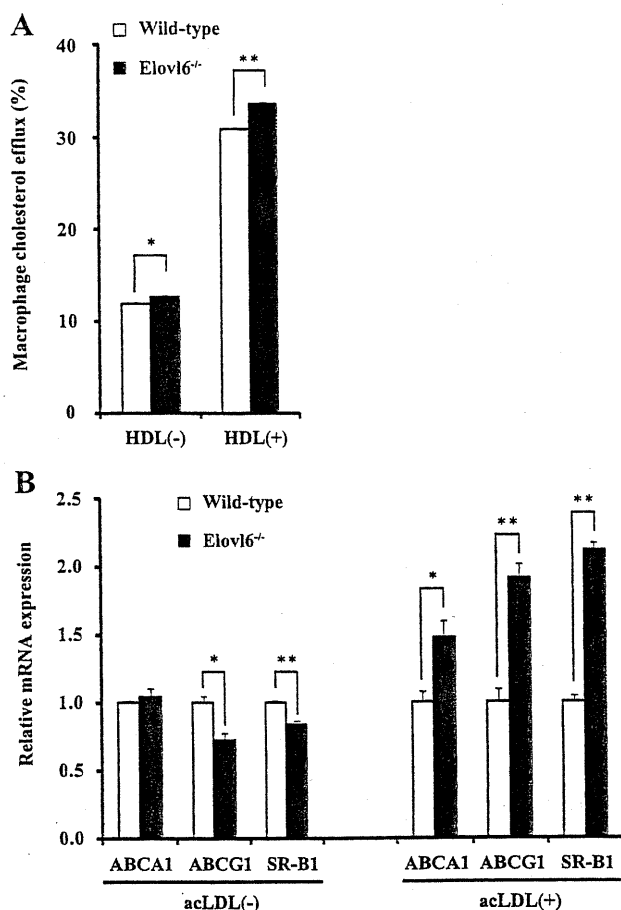 A
Wild-type
Elovl6-/-
Macrophage cholesterol efflux (%)
40
30
20
10
0
*
**
HDL(-) HDL(+)
B
Wild-type
Elovl6-/-
Relative mRNA expression
2.5
2.0
1.5
1.0
0.5
0.0
* ** * ** **
ABCA1 ABCG1 SR-B1 ABCA1 ABCG1 SR-B1
acLDL(-) acLDL(+)